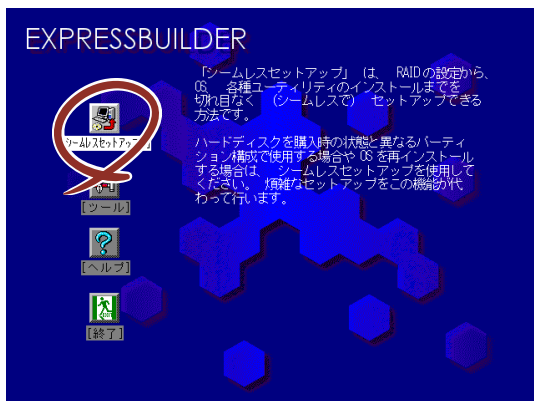 EXPRESSBUILDER
「シームレスセットアップ」 は、 RAIDの設定から、
OS、 各種ユーティリティのインストールまでを
切れ目なく (シームレスで) セットアップできる
方法です。
ハードディスクを購入時の状態と異なるパーティ
ション構成で使用する場合や OS を再インストール
する場合は、 シームレスセットアップを使用して
ください。 煩雑なセットアップをこの機能が代
わって行います。
シームレスセットアップ
[ツール]
[ヘルプ]
[終了]